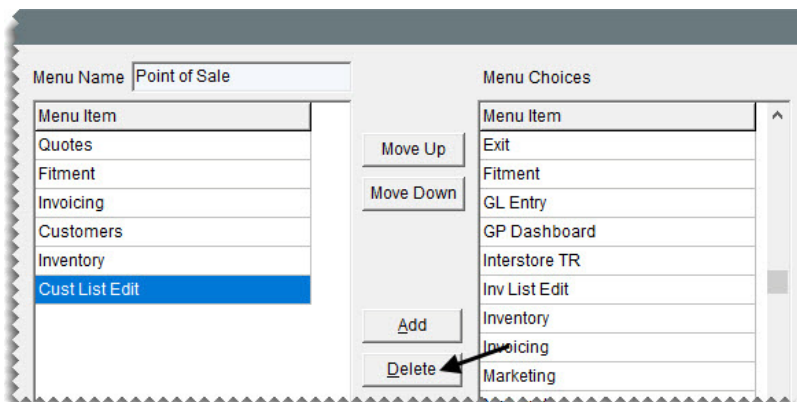 Menu Name Point of Sale
Menu Choices
Menu Item
Quotes
Fitment
Invoicing
Customers
Inventory
Cust List Edit
Move Up
Move Down
Add
Delete
Menu Item
Exit
Fitment
GL Entry
GP Dashboard
Interstore TR
Inv List Edit
Inventory
Invoicing
Marketing